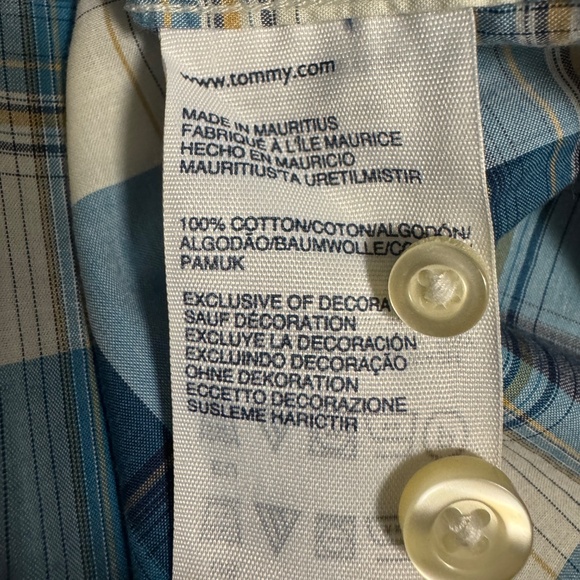 www.tommy.com
MADE IN MAURITIUS
FABRIQUÉ À L'ÎLE MAURICE
HECHO EN MAURICIO
MAURITIUS'TA URETILMISTIR
100% COTTON/COTON/ALGODÓN/
ALGODÃO/BAUMWOLLE/
PAMUK
EXCLUSIVE OF
SAUF DÉCORATION
EXCLUYE LA DECORACIÓN
EXCLUINDO DECORAÇÃO
OHNE DEKORATION
ECCETTO DECORAZIONE
SUSLEME HARICTIR